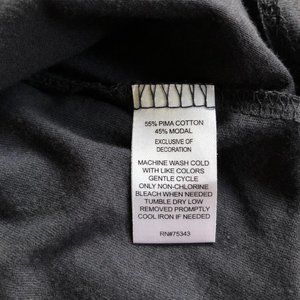 55% PIMA COTTON
45% MODAL
EXCLUSIVE OF
DECORATION
MACHINE WASH COLD
WITH LIKE COLORS
GENTLE CYCLE
ONLY NON-CHLORINE
BLEACH WHEN NEEDED
TUMBLE DRY LOW
REMOVED PROMPTLY
COOL IRON IF NEEDED
RN#75343